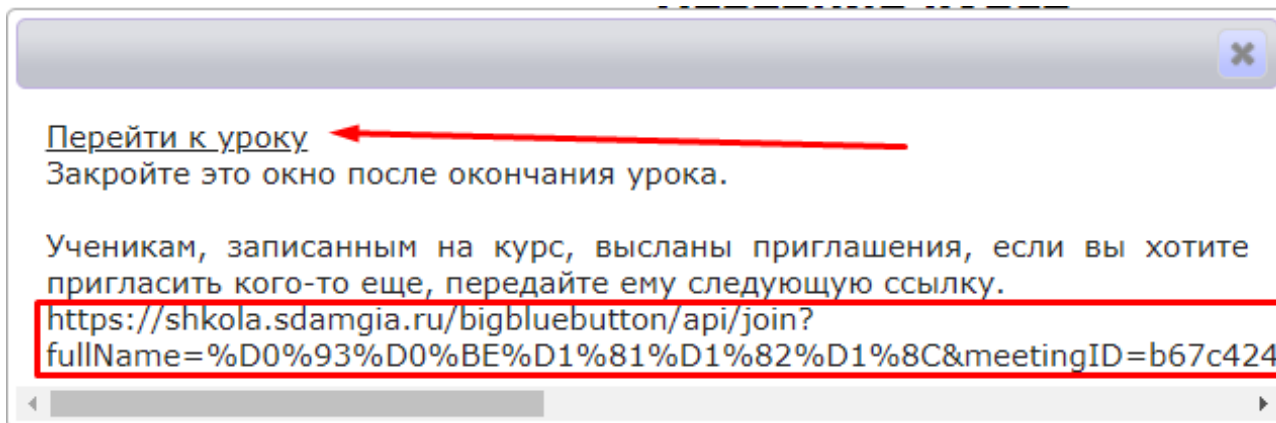 Перейти к уроку
Закройте это окно после окончания урока.
Ученикам, записанным на курс, высланы приглашения, если вы хотите
пригласить кого-то еще, передайте ему следующую ссылку.
https://shkola.sdamgia.ru/bigbluebutton/api/join?
fullName=%D0%93%D0%BE%D1%81%D1%82%D1%8C&meetingID=b67c424